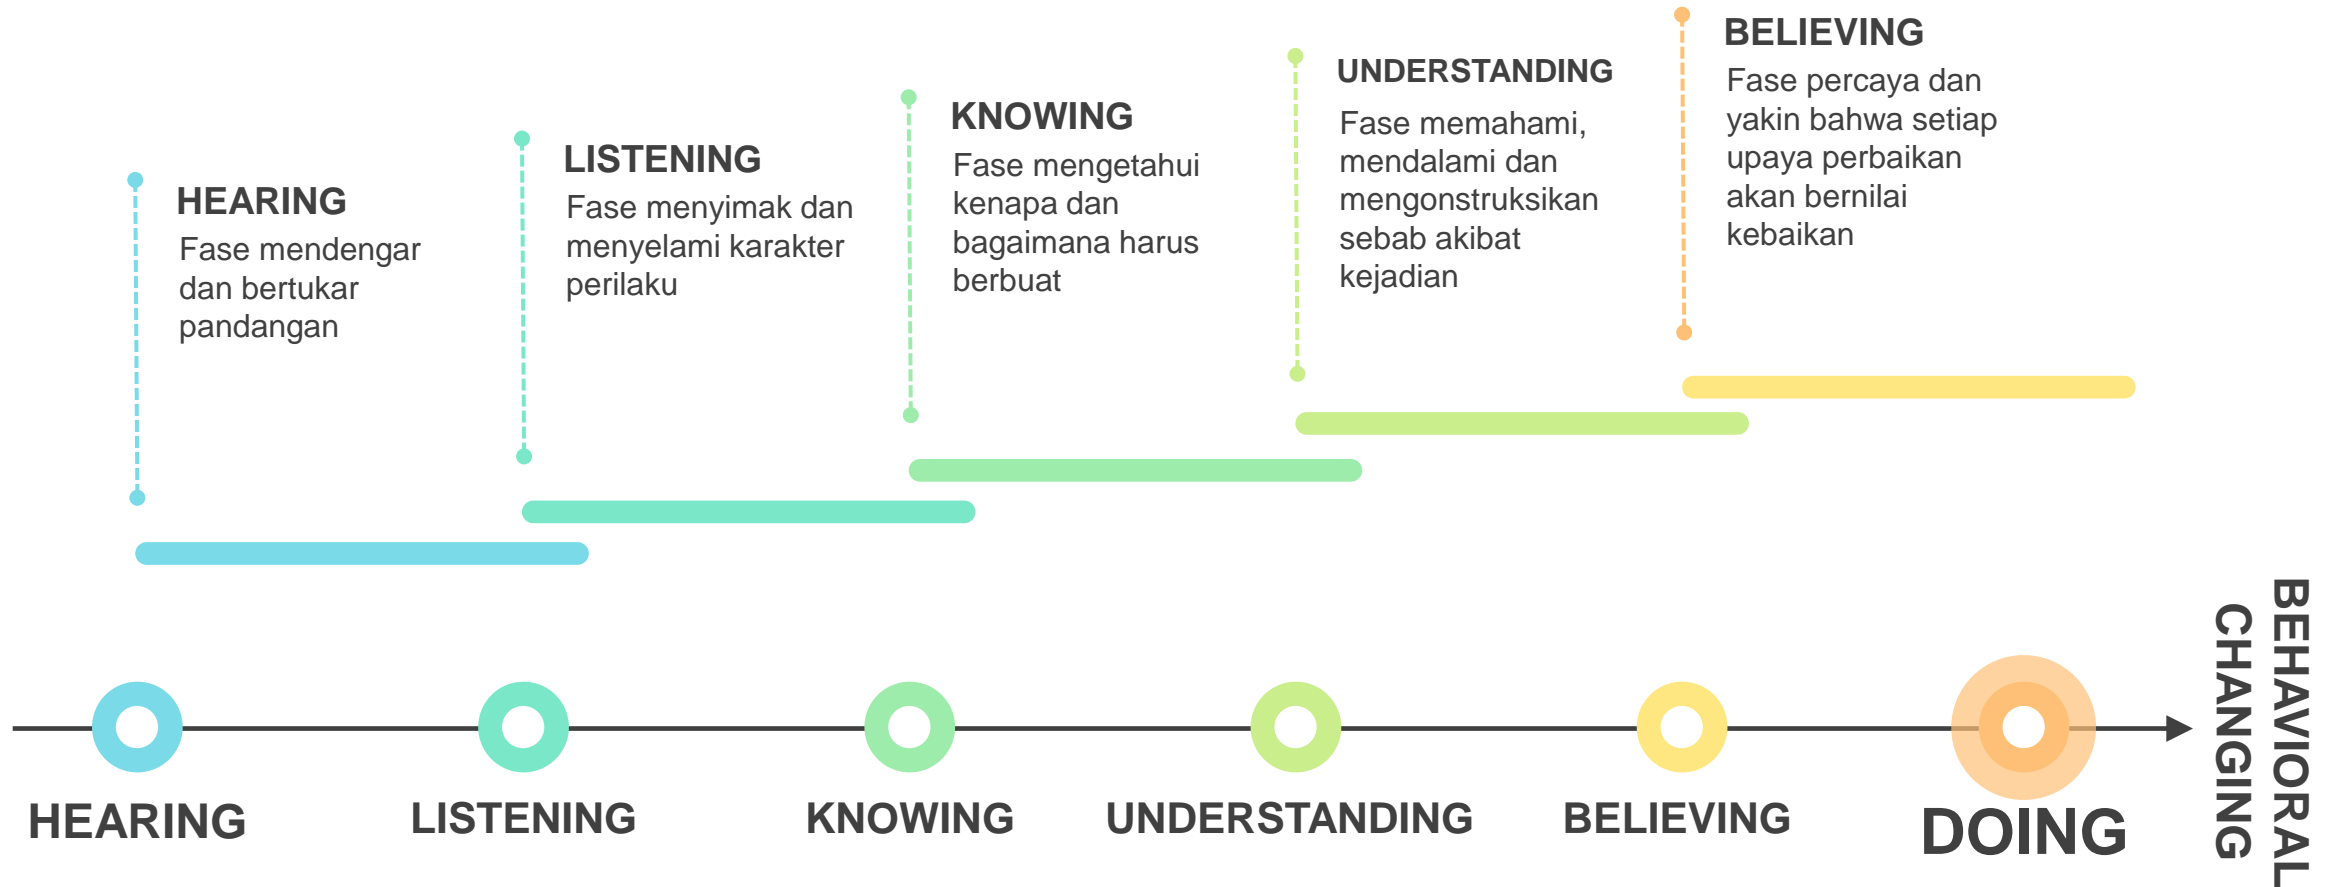 HEARING
Fase mendengar
dan bertukar
pandangan
LISTENING
Fase menyimak dan
menyelami karakter
perilaku
KNOWING
Fase mengetahui
kenapa dan
bagaimana harus
berbuat
UNDERSTANDING
Fase memahami,
mendalami dan
mengonstruksikan
sebab akibat
kejadian
BELIEVING
Fase percaya dan
yakin bahwa setiap
upaya perbaikan
akan bernilai
kebaikan
HEARING
LISTENING
KNOWING
UNDERSTANDING
BELIEVING
DOING
BEHAVIORAL
CHANGING